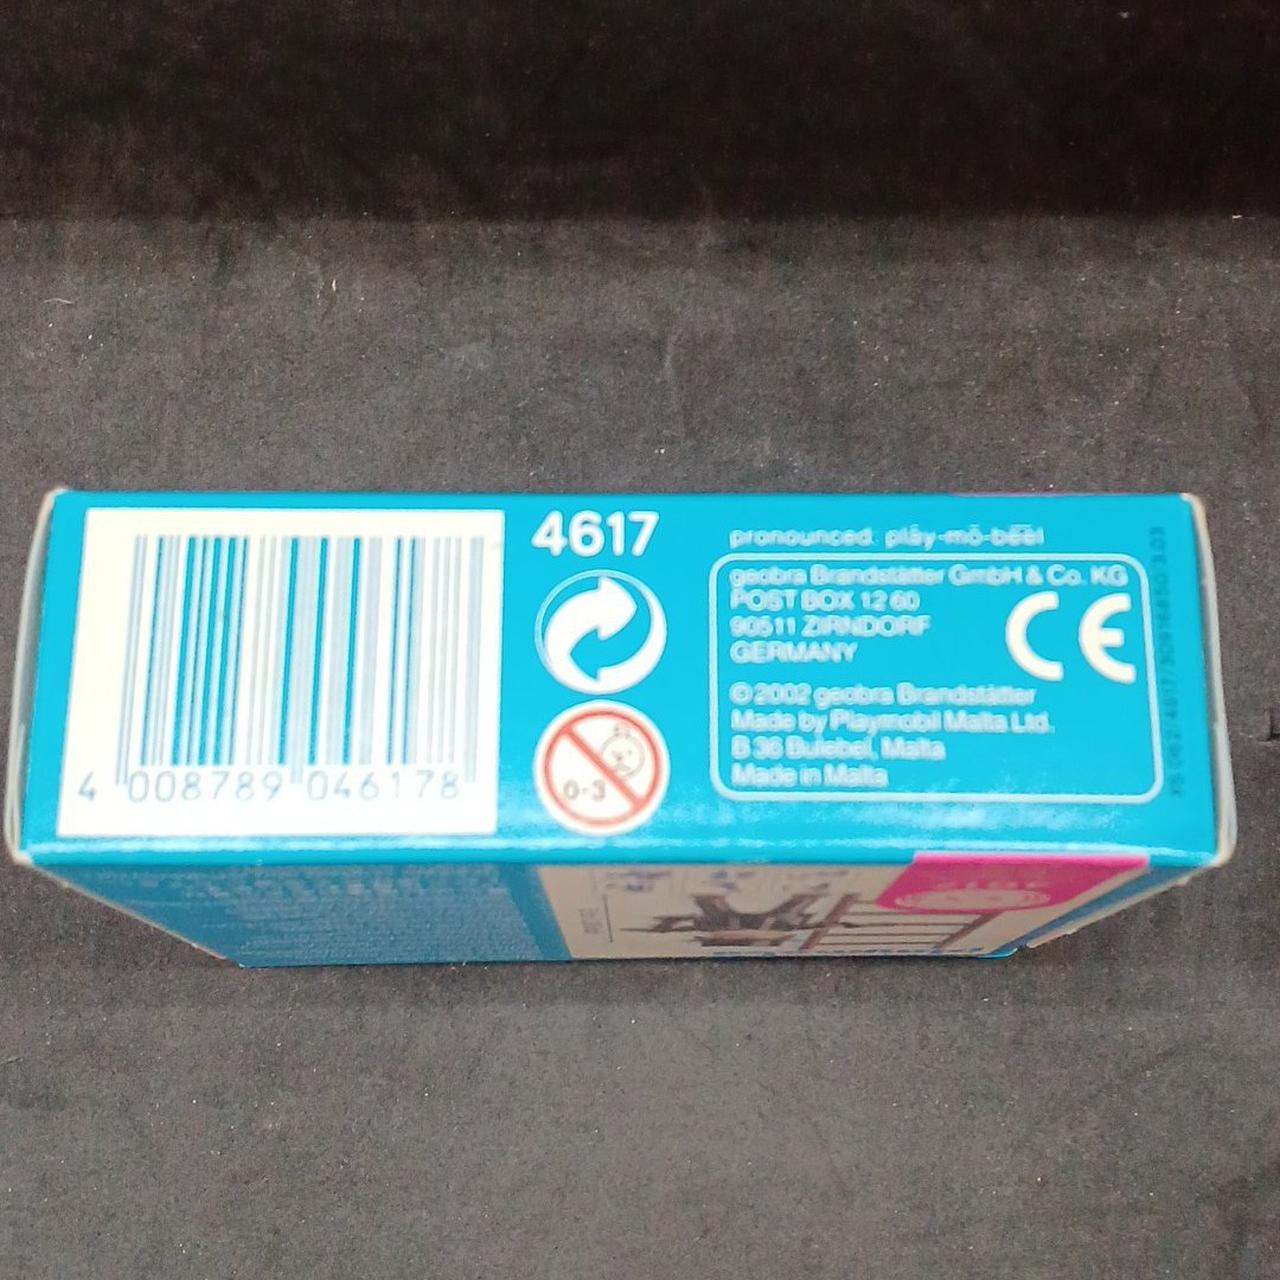 4 008789 046178
4617
0-3
pronounced: pláy-mō-bēēl
geobra Brandstätter GmbH & Co. KG
POST BOX 12 60
90511 ZIRNDORF
GERMANY
CE
© 2002 geobra Brandstätter
Made by Playmobil Malta Ltd.
B 36 Bulebel, Malta
Made in Malta